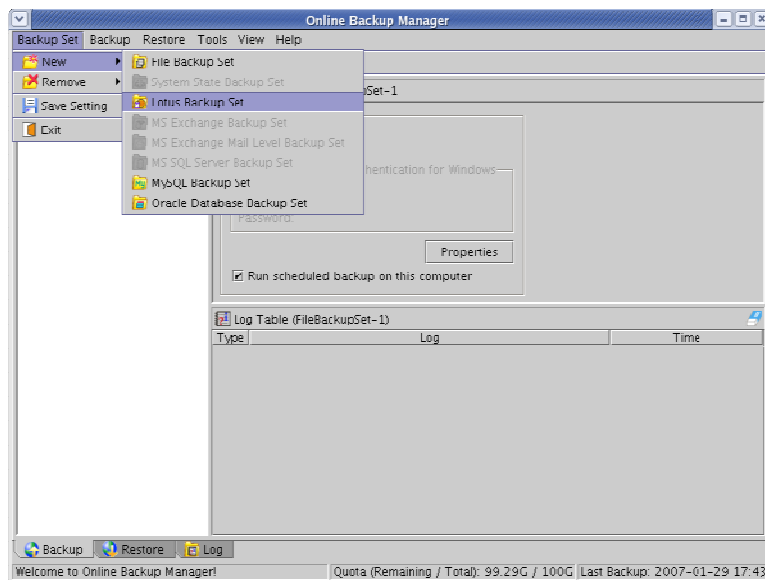 Online Backup Manager
Backup Set Backup Restore Tools View Help
New
Remove
Save Setting
Exit
File Backup Set
System State Backup Set
Lotus Backup Set
MS Exchange Backup Set
MS Exchange Mail Level Backup Set
MS SQL Server Backup Set
MySQL Backup Set
Oracle Database Backup Set
Set-1
hentication for Windows
Password:
Properties
Run scheduled backup on this computer
Log Table (FileBackupSet-1)
Type Log Time
Backup Restore Log
Welcome to Online Backup Manager! Quota (Remaining / Total): 99.29G / 100G Last Backup: 2007-01-29 17:43